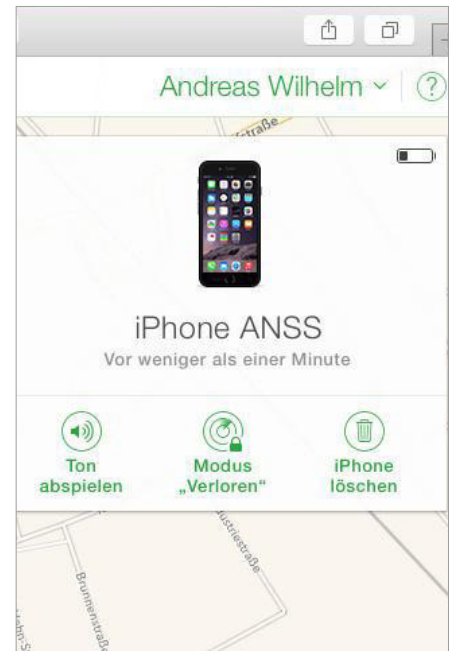 Andreas Wilhelm
?
iPhone ANSS
Vor weniger als einer Minute
Ton
abspielen
Modus
„Verloren“
iPhone
löschen
Brunnenstraße